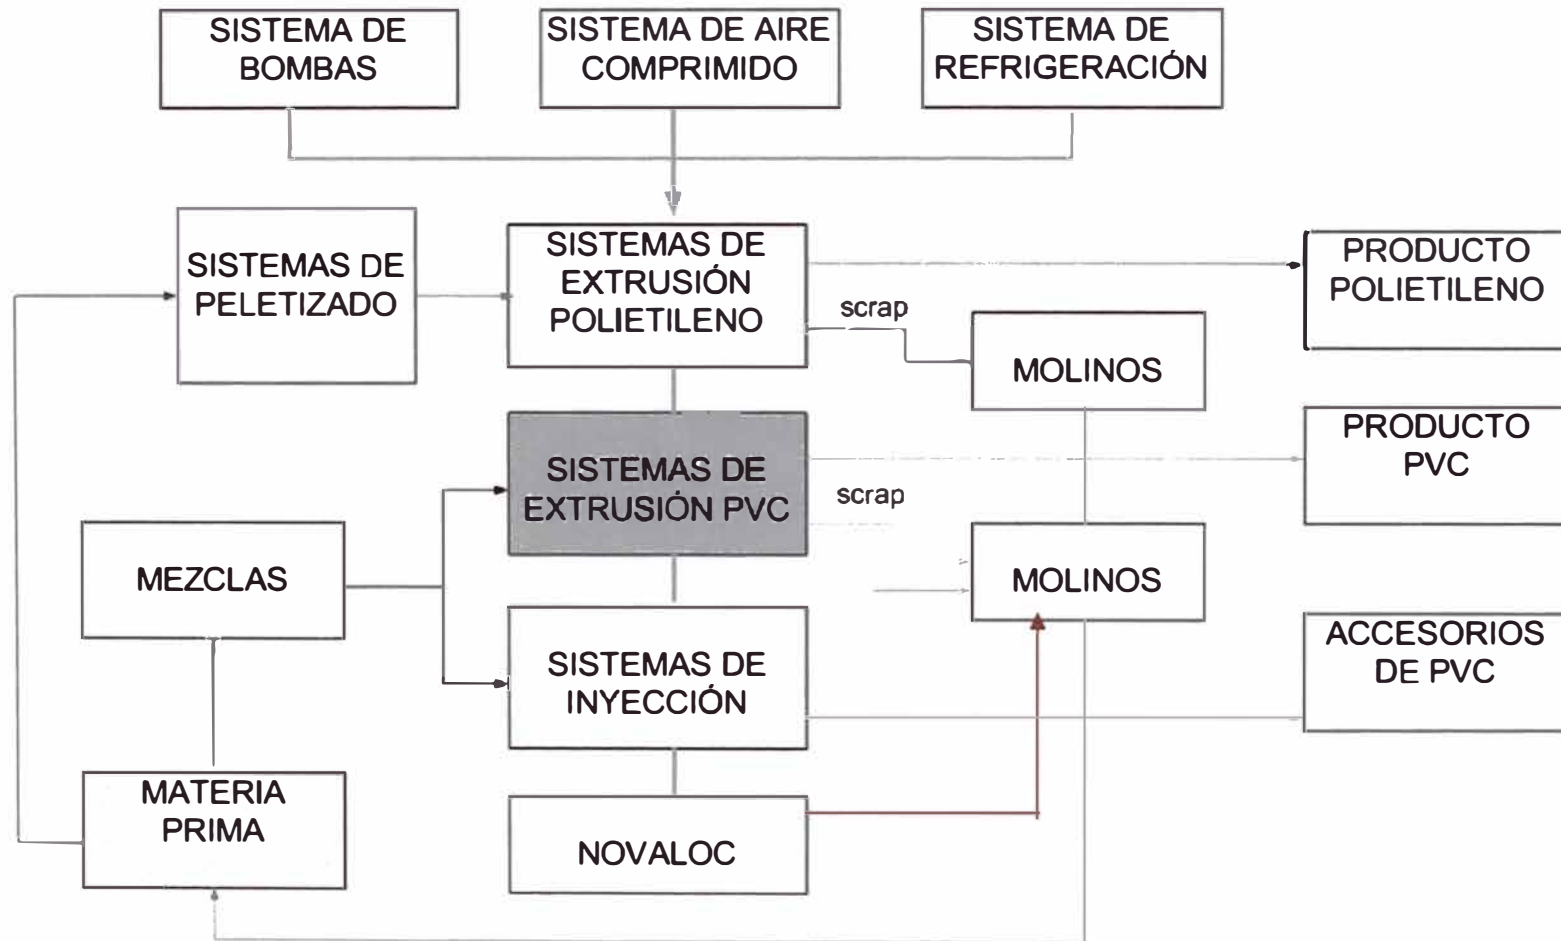 SISTEMA DE
BOMBAS
SISTEMA DE AIRE
COMPRIMIDO
SISTEMA DE
REFRIGERACIÓN
SISTEMAS DE
PELETIZADO
SISTEMAS DE
EXTRUSIÓN
POLIETILENO
PRODUCTO
POLIETILENO
scrap
MOLINOS
PRODUCTO
PVC
SISTEMAS DE
EXTRUSIÓN PVC
scrap
MEZCLAS
MOLINOS
ACCESORIOS
DE PVC
SISTEMAS DE
INYECCIÓN
MATERIA
PRIMA
NOVALOC